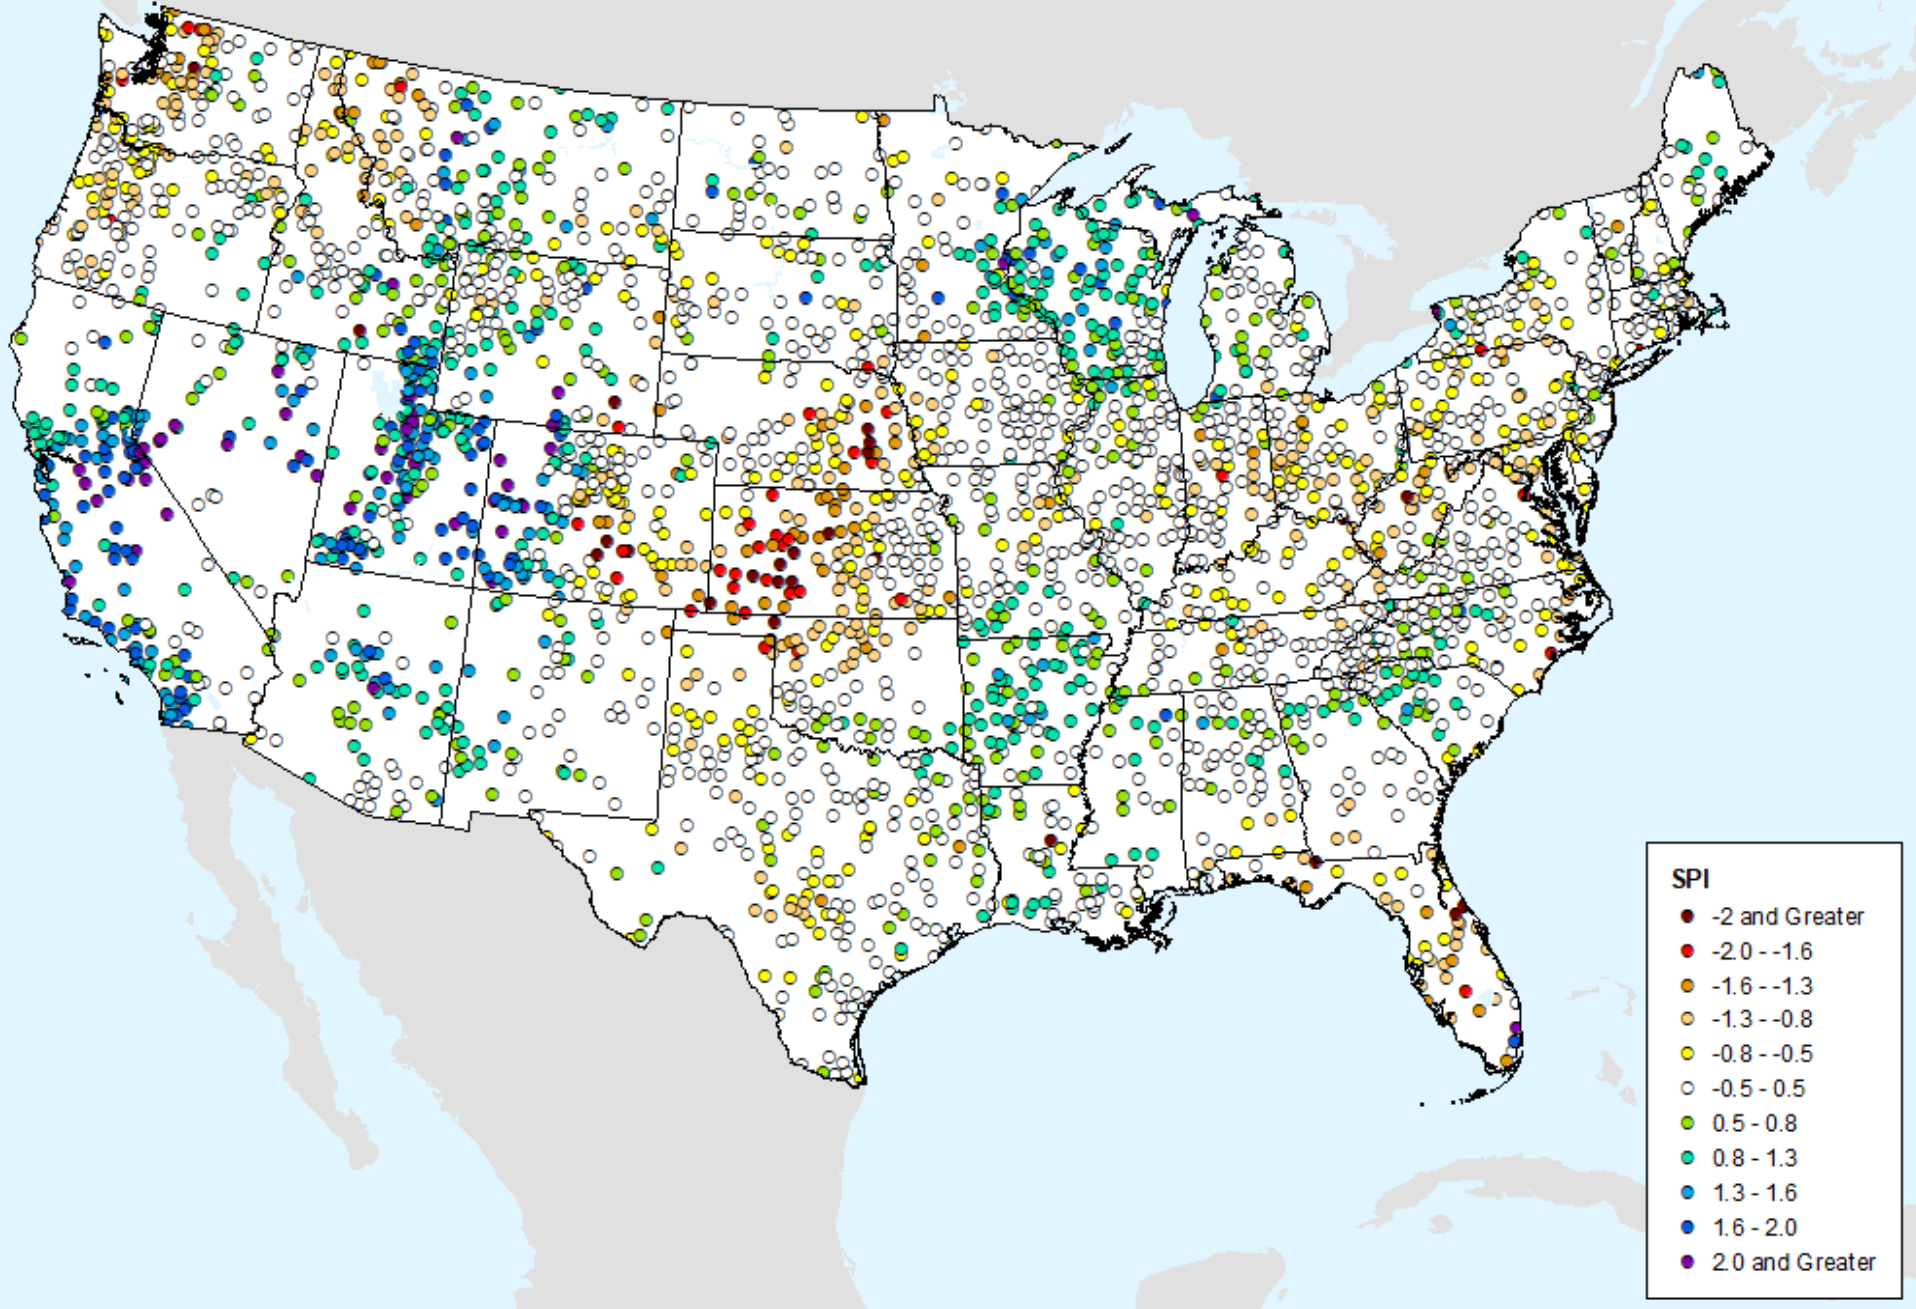 SPI
-2 and Greater
-2.0 - -1.6
-1.6 - -1.3
-1.3 - -0.8
-0.8 - -0.5
-0.5 - 0.5
0.5 - 0.8
0.8 - 1.3
1.3 - 1.6
1.6 - 2.0
2.0 and Greater